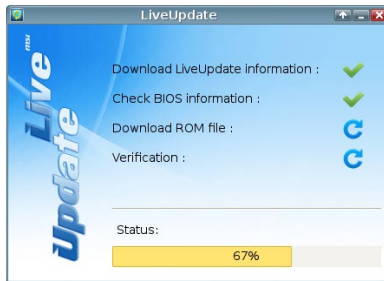 LiveUpdate
msi
Live Update
Download LiveUpdate information :
Check BIOS information :
Download ROM file :
Verification :
Status:
67%